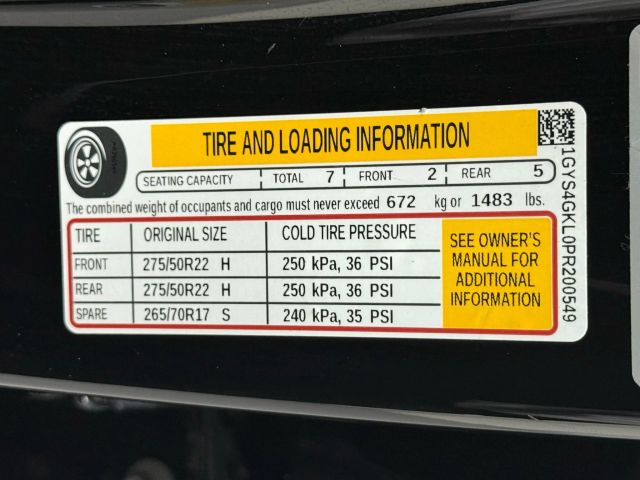 TIRE AND LOADING INFORMATION
SEATING CAPACITY TOTAL 7 FRONT 2 REAR 5
The combined weight of occupants and cargo must never exceed 672 kg or 1483 lbs.
TIRE ORIGINAL SIZE COLD TIRE PRESSURE
FRONT 275/50R22 H 250 kPa, 36 PSI
REAR 275/50R22 H 250 kPa, 36 PSI
SPARE 265/70R17 S 240 kPa, 35 PSI
SEE OWNER'S
MANUAL FOR
ADDITIONAL
INFORMATION
1GYS4GKL0PR200549